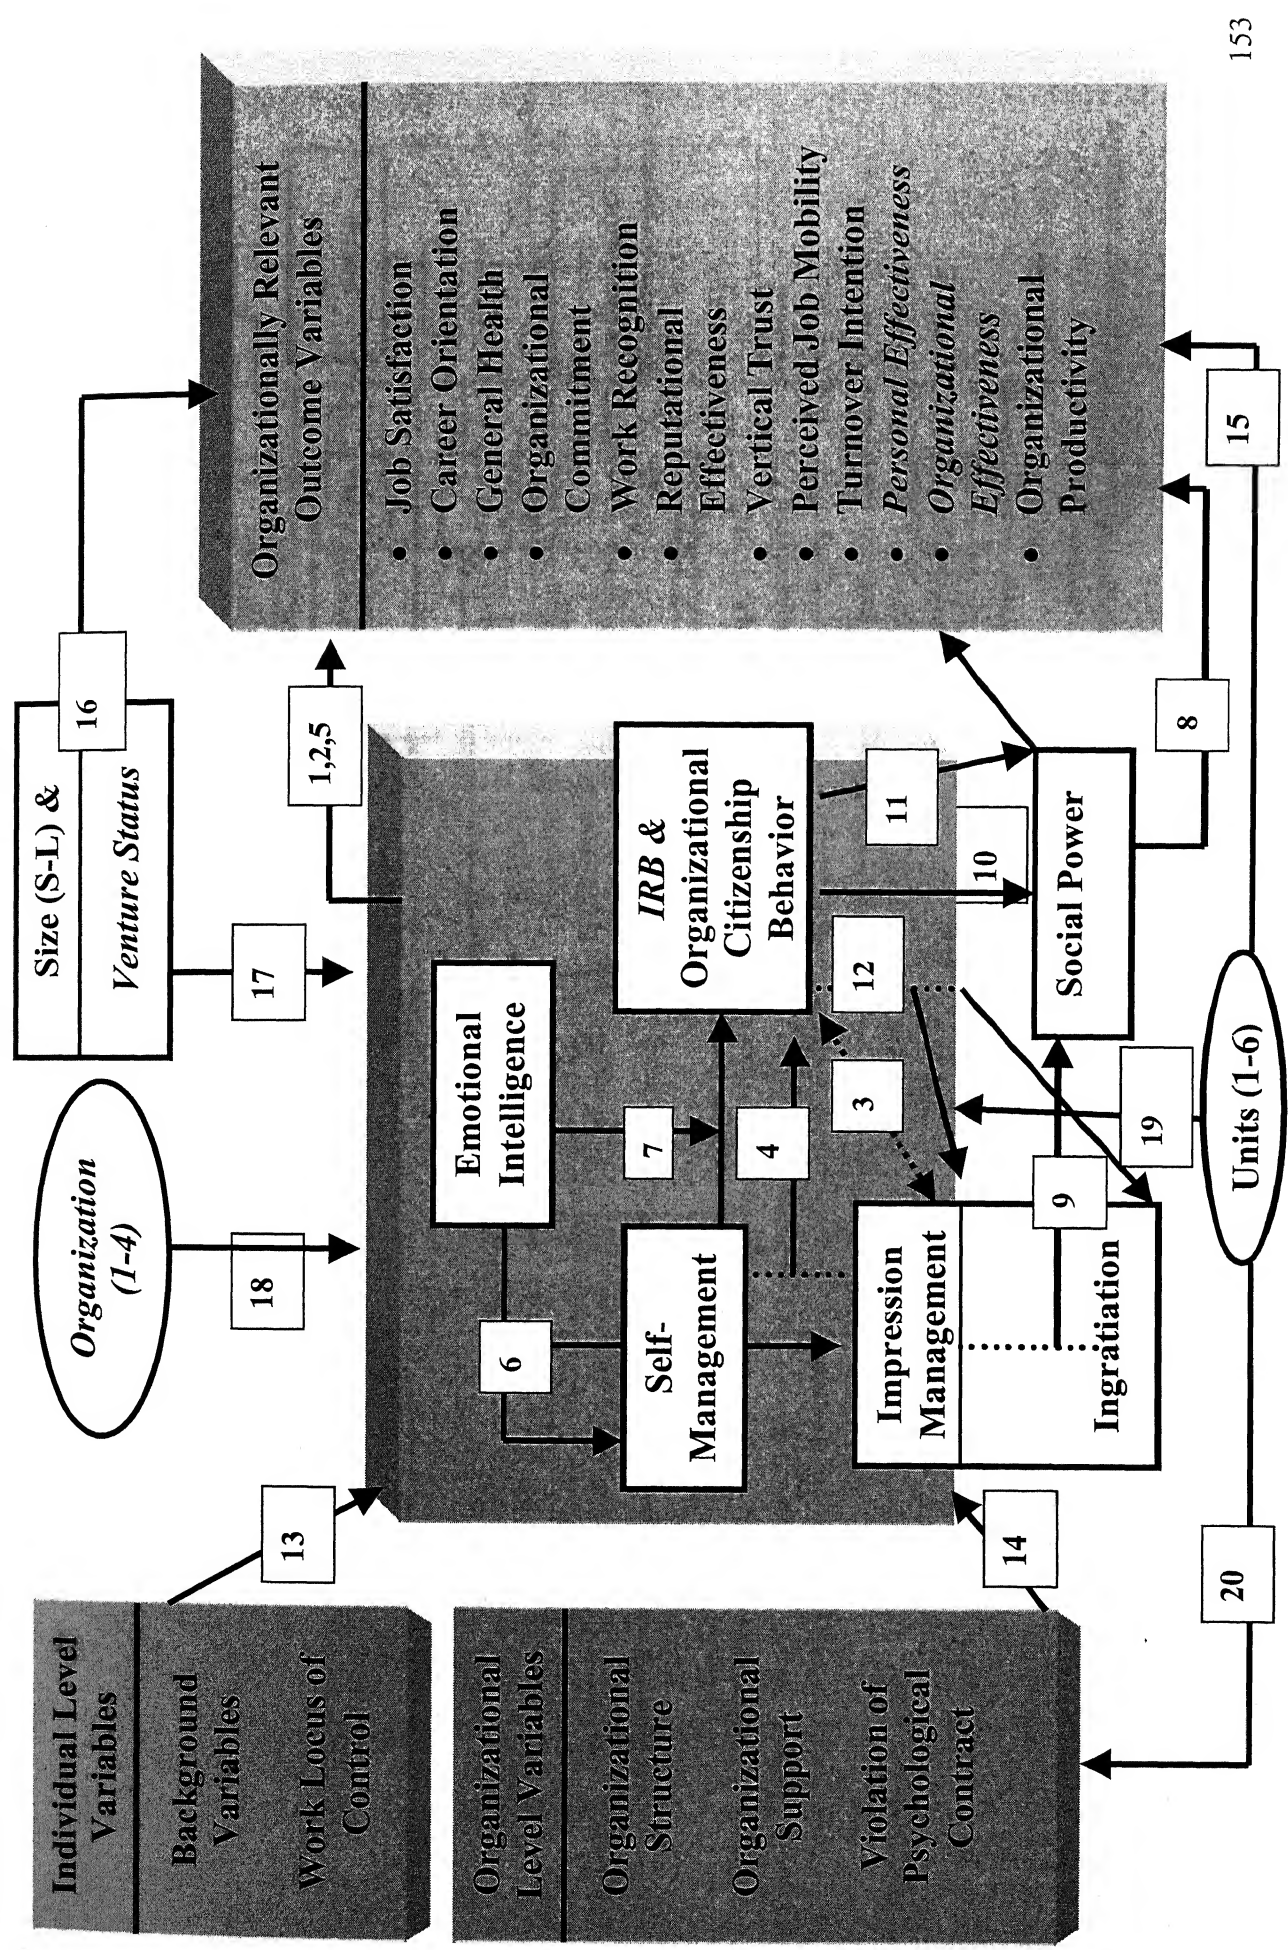 Individual Level
Variables
Background
Variables
Work Locus of
Control
Organizational
Level Variables
Organizational
Structure
Organizational
Support
Violation of
Psychological
Contract
Organization
(1-4)
Size (S-L) &
Venture Status
13
18
17
16
14
Emotional
Intelligence
6
7
Self-
Management
4
IRB &
Organizational
Citizenship
Behavior
3
12
11
10
Impression
Management
Ingratiation
9
Social Power
1,2,5
8
19
20
15
Units (1-6)
Organizationally Relevant
Outcome Variables
• Job Satisfaction
• Career Orientation
• General Health
• Organizational
Commitment
• Work Recognition
• Reputational
Effectiveness
• Vertical Trust
• Perceived Job Mobility
• Turnover Intention
• Personal Effectiveness
• Organizational
Effectiveness
• Organizational
Productivity
153